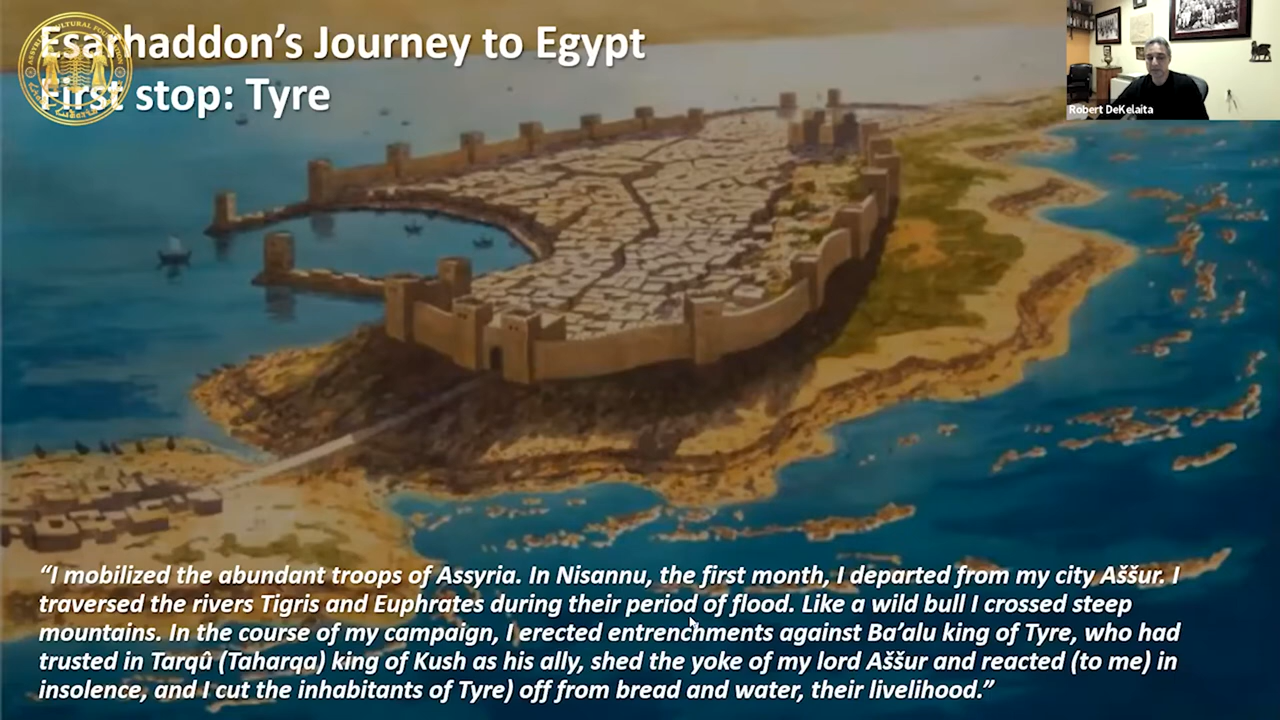 Esarhaddon's Journey to Egypt
First stop: Tyre
Robert DeKelaita
“I mobilized the abundant troops of Assyria. In Nisannu, the first month, I departed from my city Aššur. I
traversed the rivers Tigris and Euphrates during their period of flood. Like a wild bull I crossed steep
mountains. In the course of my campaign, I erected entrenchments against Ba’alu king of Tyre, who had
trusted in Tarqû (Taharqa) king of Kush as his ally, shed the yoke of my lord Aššur and reacted (to me) in
insolence, and I cut the inhabitants of Tyre) off from bread and water, their livelihood.”